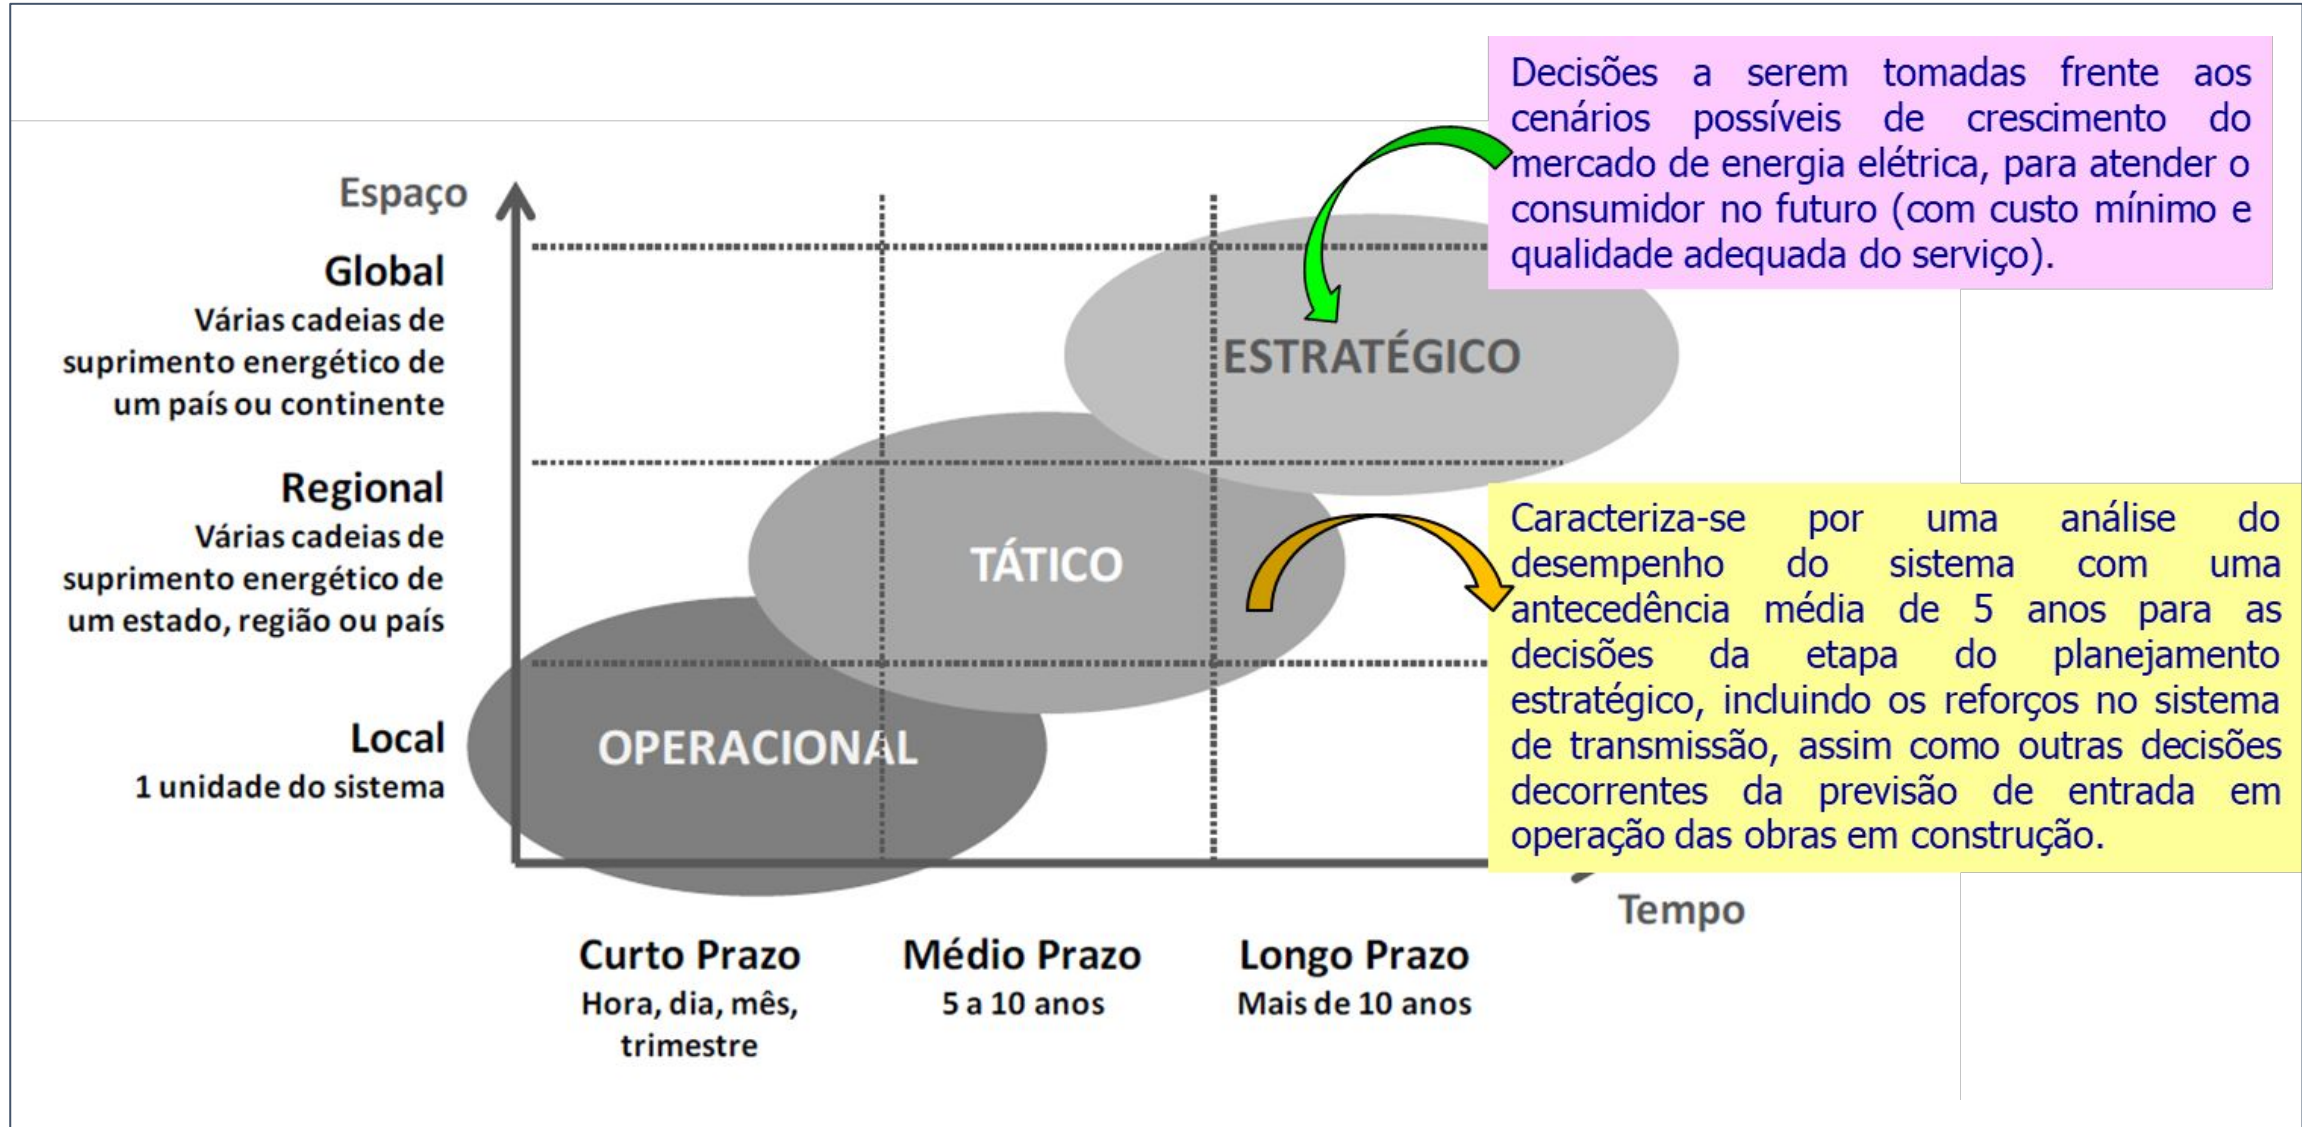 Decisões a serem tomadas frente aos
cenários possíveis de crescimento do
mercado de energia elétrica, para atender o
consumidor no futuro (com custo mínimo e
qualidade adequada do serviço).
Espaço
Global
Várias cadeias de
suprimento energético de
um país ou continente
ESTRATÉGICO
Regional
Várias cadeias de
suprimento energético de
um estado, região ou país
TÁTICO
Caracteriza-se por uma análise do
desempenho do sistema com uma
antecedência média de 5 anos para as
decisões da etapa do planejamento
estratégico, incluindo os reforços no sistema
de transmissão, assim como outras decisões
decorrentes da previsão de entrada em
operação das obras em construção.
Local
1 unidade do sistema
OPERACIONAL
Tempo
Curto Prazo
Hora, dia, mês,
trimestre
Médio Prazo
5 a 10 anos
Longo Prazo
Mais de 10 anos